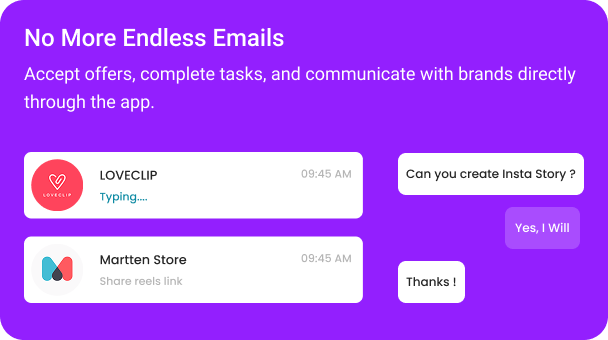 No More Endless Emails
Accept offers, complete tasks, and communicate with brands directly
through the app.
LOVECLIP
LOVECLIP
09:45 AM
Typing....
Martten Store
09:45 AM
Share reels link
Can you create Insta Story ?
Yes, I Will
Thanks !